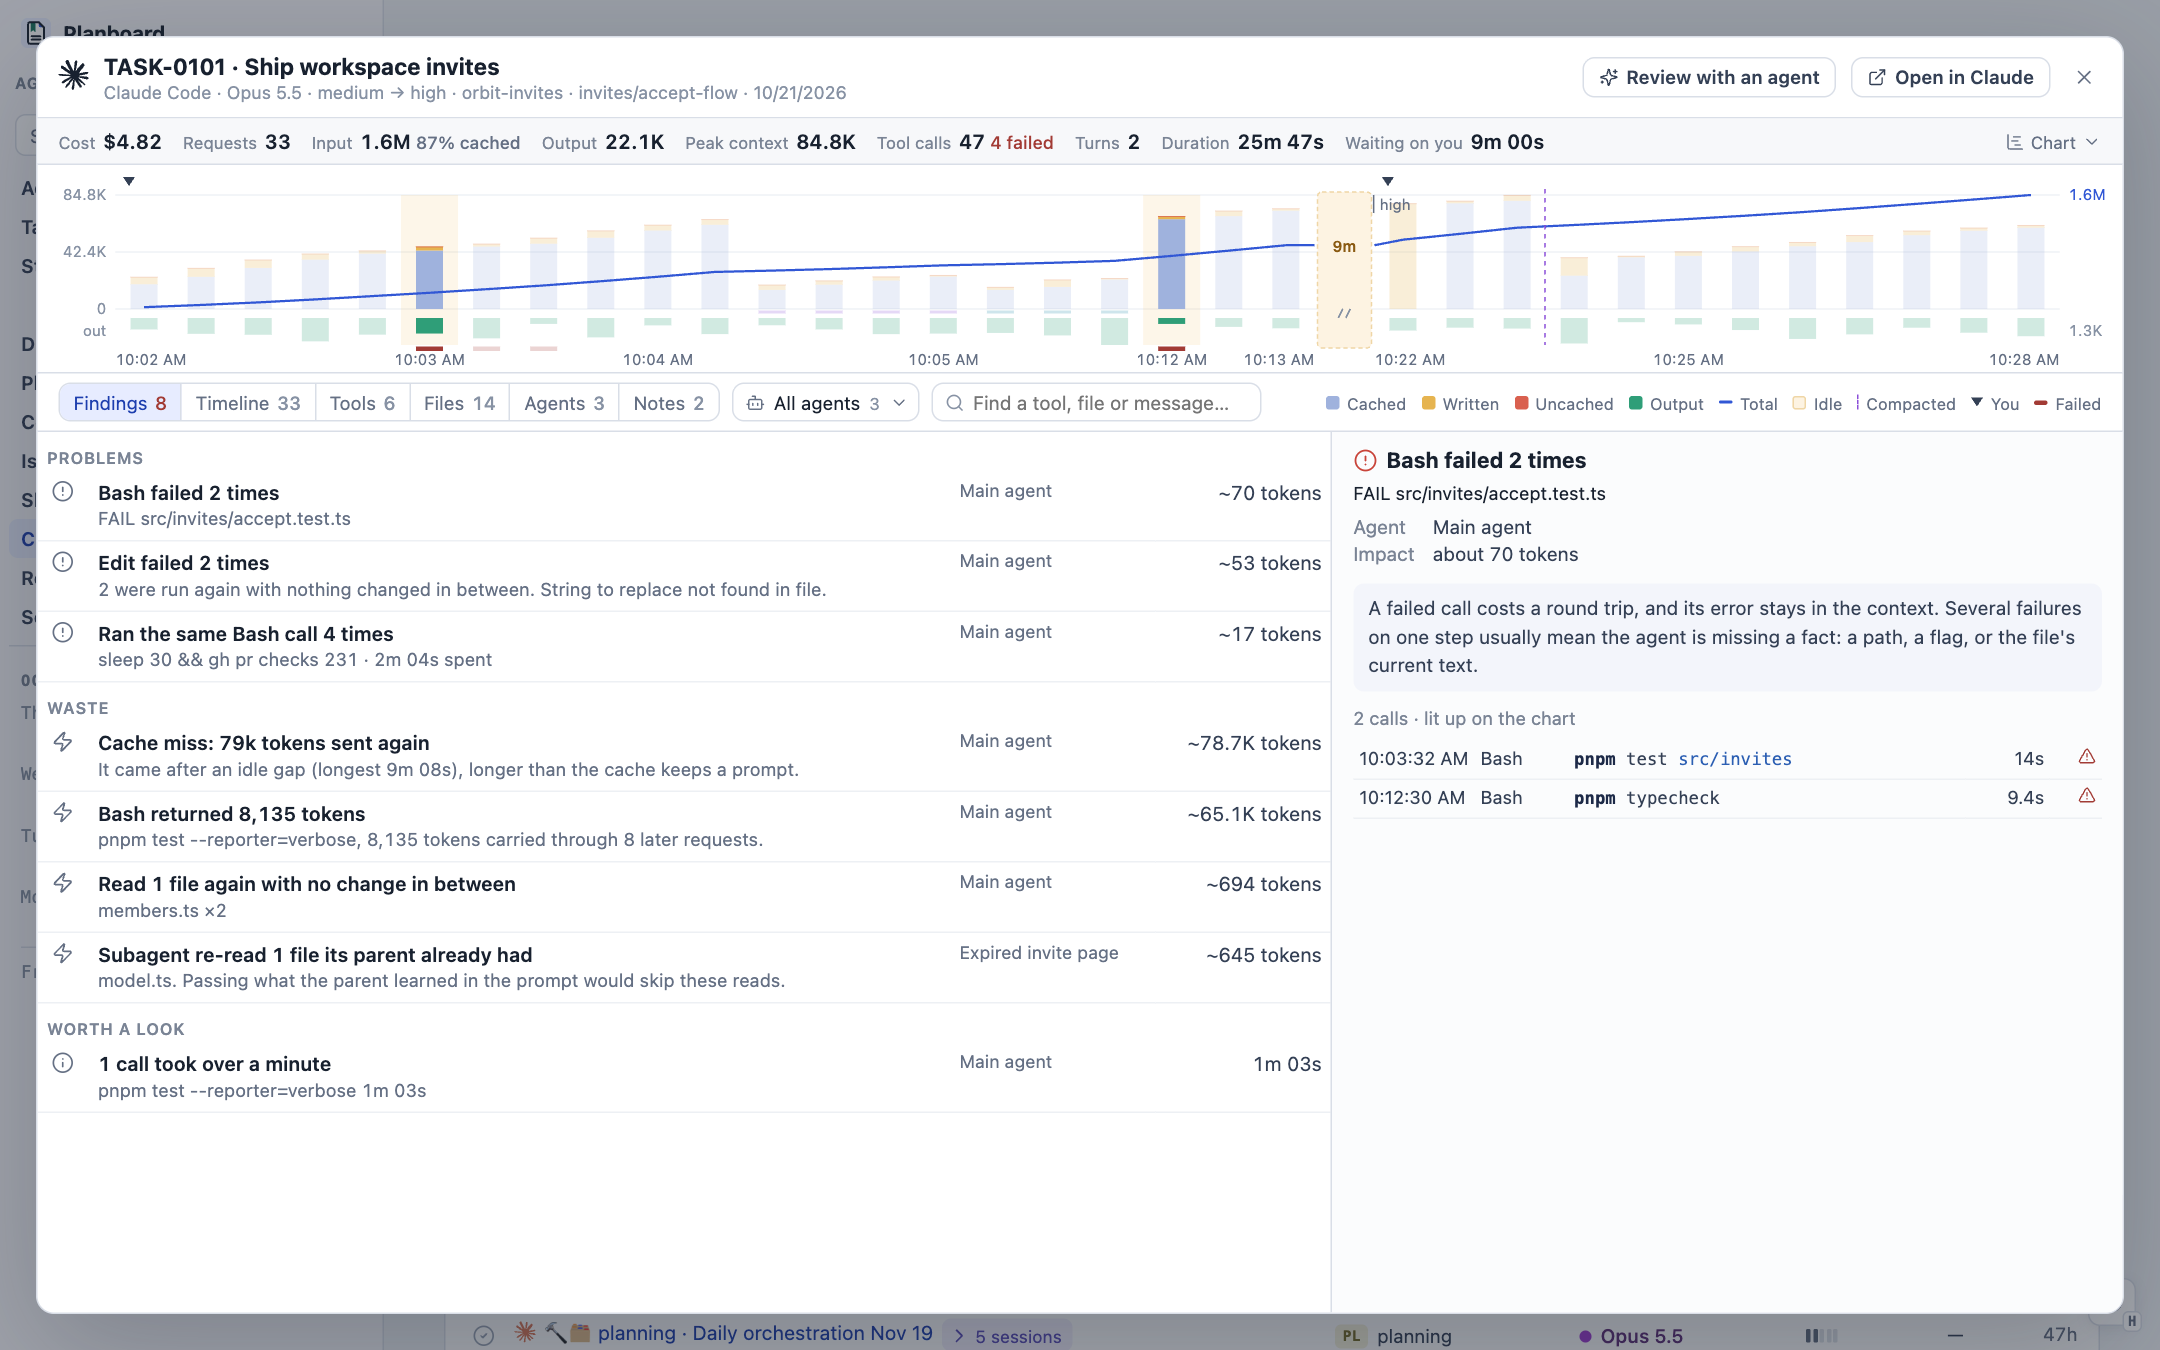 Planboard
TASK-0101 · Ship workspace invites
Claude Code · Opus 5.5 · medium → high · orbit-invites · invites/accept-flow · 10/21/2026
Review with an agent
Open in Claude
Cost $4.82 Requests 33 Input 1.6M 87% cached Output 22.1K Peak context 84.8K Tool calls 47 4 failed Turns 2 Duration 25m 47s Waiting on you 9m 00s
Chart
84.8K
42.4K
0
out
high
9m
//
1.6M
1.3K
10:02 AM 10:03 AM 10:04 AM 10:05 AM 10:12 AM 10:13 AM 10:22 AM 10:25 AM 10:28 AM
Findings 8 Timeline 33 Tools 6 Files 14 Agents 3 Notes 2
All agents 3
Find a tool, file or message...
Cached Written Uncached Output Total Idle Compacted You Failed
PROBLEMS
Bash failed 2 times Main agent ~70 tokens
FAIL src/invites/accept.test.ts
Edit failed 2 times Main agent ~53 tokens
2 were run again with nothing changed in between. String to replace not found in file.
Ran the same Bash call 4 times Main agent ~17 tokens
sleep 30 && gh pr checks 231 · 2m 04s spent
WASTE
Cache miss: 79k tokens sent again Main agent ~78.7K tokens
It came after an idle gap (longest 9m 08s), longer than the cache keeps a prompt.
Bash returned 8,135 tokens Main agent ~65.1K tokens
pnpm test --reporter=verbose, 8,135 tokens carried through 8 later requests.
Read 1 file again with no change in between Main agent ~694 tokens
members.ts ×2
Subagent re-read 1 file its parent already had Expired invite page ~645 tokens
model.ts. Passing what the parent learned in the prompt would skip these reads.
WORTH A LOOK
1 call took over a minute Main agent 1m 03s
pnpm test --reporter=verbose 1m 03s
Bash failed 2 times
FAIL src/invites/accept.test.ts
Agent Main agent
Impact about 70 tokens
A failed call costs a round trip, and its error stays in the context. Several failures
on one step usually mean the agent is missing a fact: a path, a flag, or the file's
current text.
2 calls · lit up on the chart
10:03:32 AM Bash pnpm test src/invites 14s
10:12:30 AM Bash pnpm typecheck 9.4s
planning · Daily orchestration Nov 19 5 sessions PL planning Opus 5.5 — 47h
H